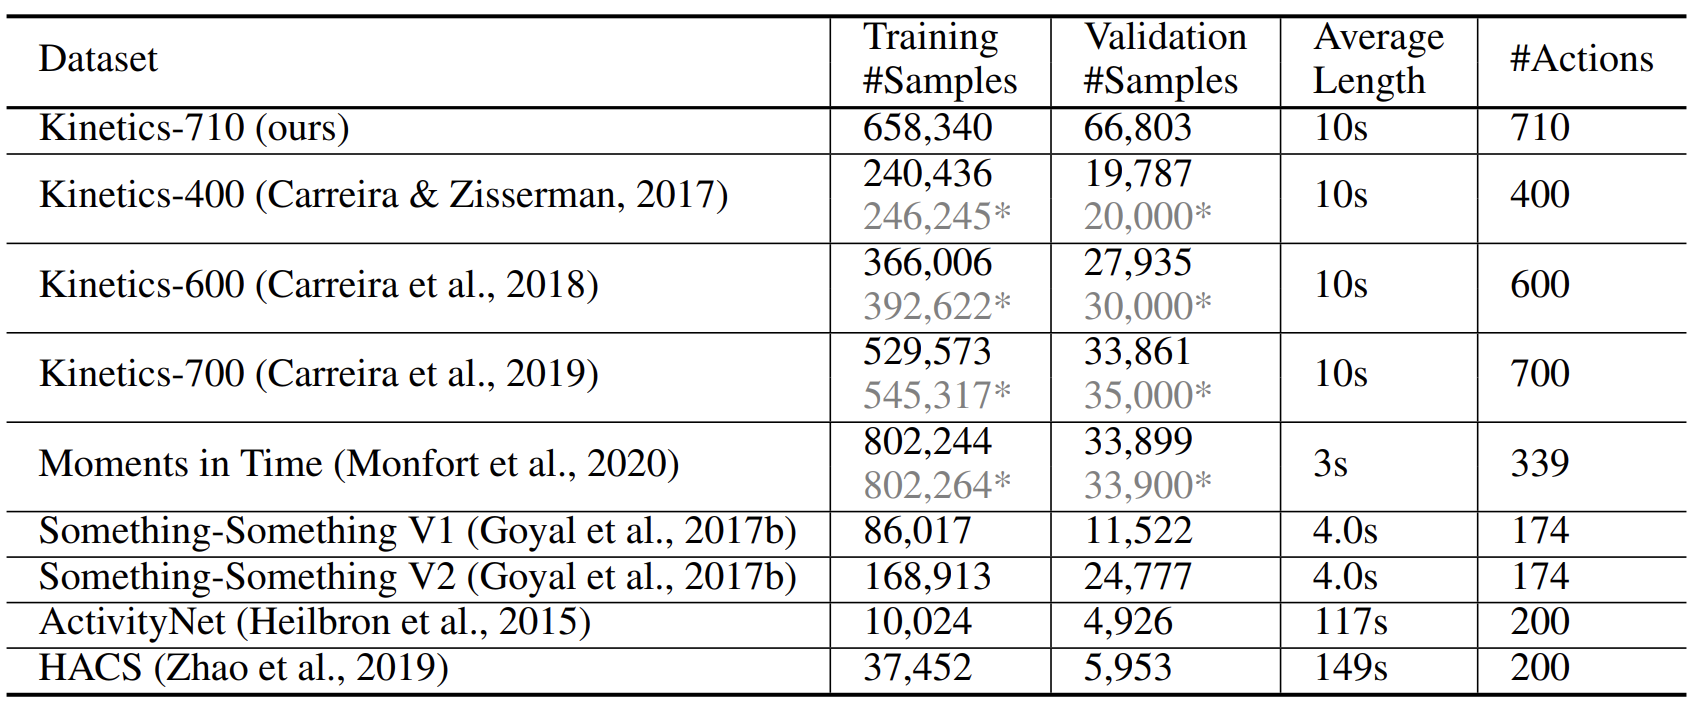 Dataset Training #Samples Validation #Samples Average Length #Actions
Kinetics-710 (ours) 658,340 66,803 10s 710
Kinetics-400 (Carreira & Zisserman, 2017) 240,436 19,787 10s 400
246,245* 20,000*
Kinetics-600 (Carreira et al., 2018) 366,006 27,935 10s 600
392,622* 30,000*
Kinetics-700 (Carreira et al., 2019) 529,573 33,861 10s 700
545,317* 35,000*
Moments in Time (Monfort et al., 2020) 802,244 33,899 3s 339
802,264* 33,900*
Something-Something V1 (Goyal et al., 2017b) 86,017 11,522 4.0s 174
Something-Something V2 (Goyal et al., 2017b) 168,913 24,777 4.0s 174
ActivityNet (Heilbron et al., 2015) 10,024 4,926 117s 200
HACS (Zhao et al., 2019) 37,452 5,953 149s 200